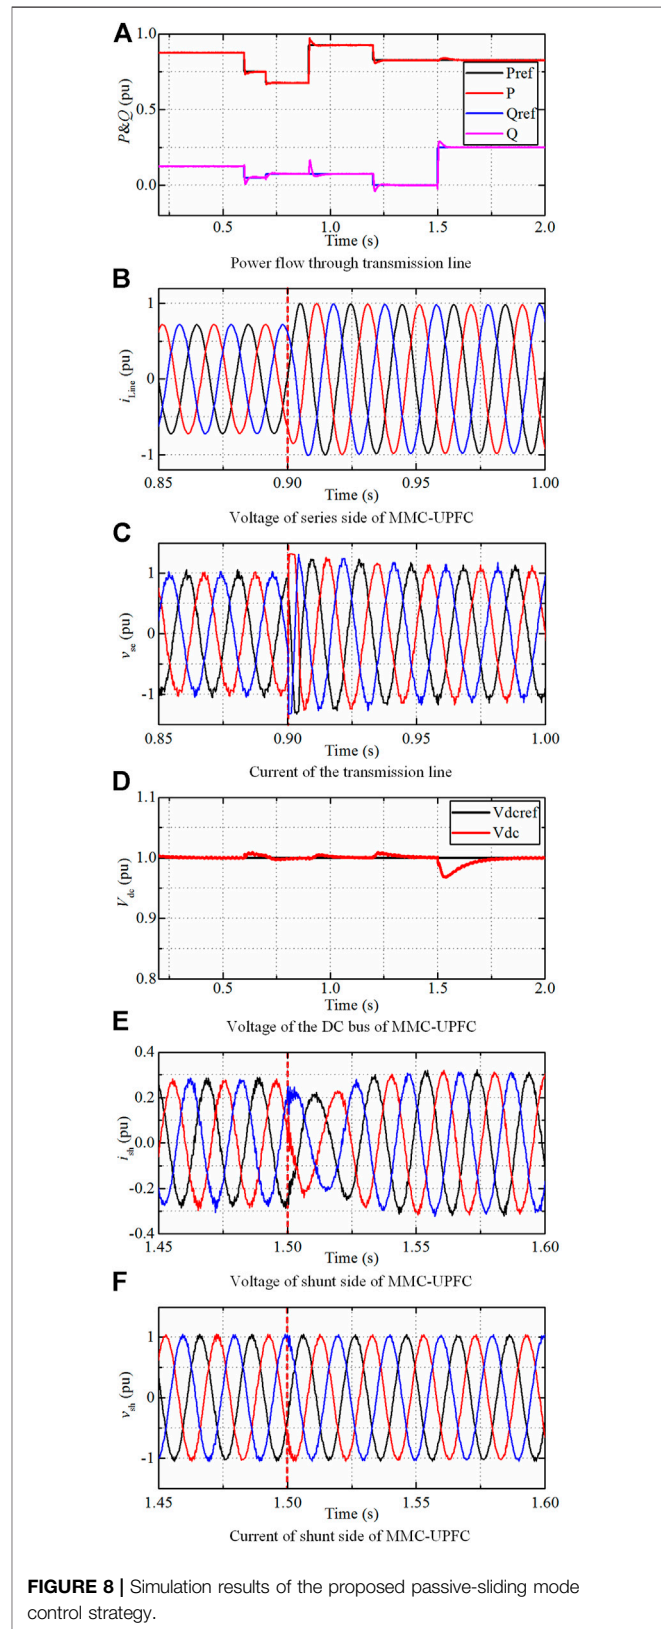 A
P&Q (pu)
1.0
0.5
0.0
Pref
P
Qref
Q
0.5 1.0 1.5 2.0
Time (s)
Power flow through transmission line
B
iLine (pu)
1
0
-1
0.85 0.90 0.95 1.00
Time (s)
Voltage of series side of MMC-UPFC
C
vse (pu)
1
0
-1
0.85 0.90 0.95 1.00
Time (s)
Current of the transmission line
D
Vdc (pu)
1.1
1.0
0.9
0.8
Vdcref
Vdc
0.5 1.0 1.5 2.0
Time (s)
Voltage of the DC bus of MMC-UPFC
E
ish (pu)
0.4
0.2
0.0
-0.2
-0.4
1.45 1.50 1.55 1.60
Time (s)
Voltage of shunt side of MMC-UPFC
F
vsh (pu)
1
0
-1
1.45 1.50 1.55 1.60
Time (s)
Current of shunt side of MMC-UPFC
FIGURE 8 | Simulation results of the proposed passive-sliding mode
control strategy.